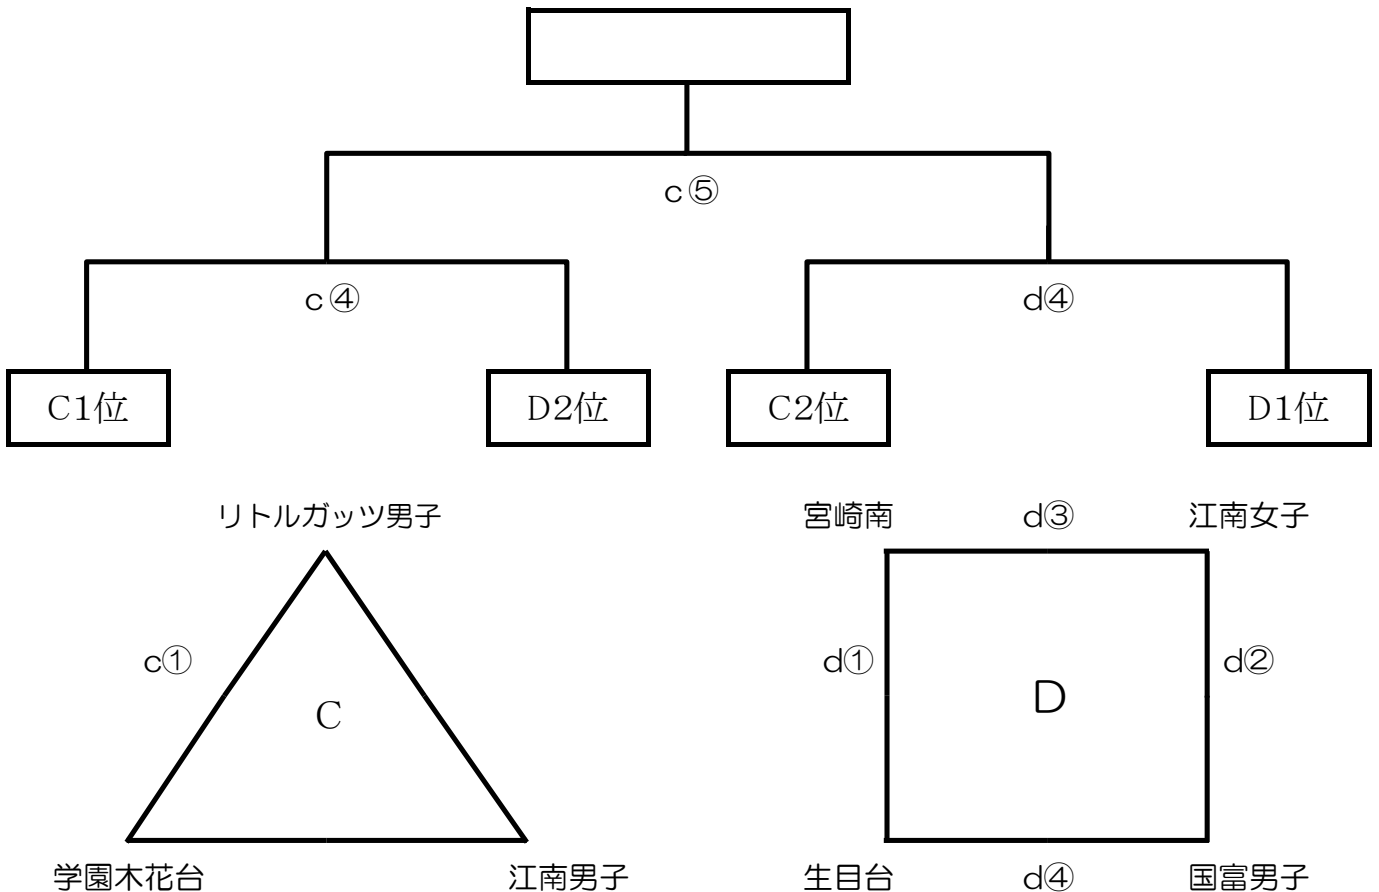 c⑤
c④ d④
C1位 D2位 C2位 D1位
リトルガッツ男子 宮崎南 d③ 江南女子
c① d① d②
C D
学園木花台 江南男子 生目台 d④ 国富男子